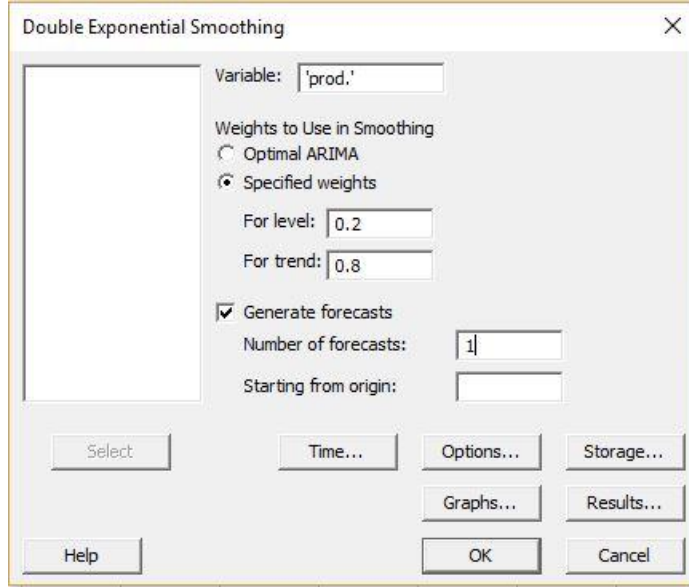 Double Exponential Smoothing
Variable: 'prod.'
Weights to Use in Smoothing
Optimal ARIMA
Specified weights
For level: 0.2
For trend: 0.8
Generate forecasts
Number of forecasts: 1
Starting from origin:
Select Time... Options... Storage...
Graphs... Results...
Help OK Cancel